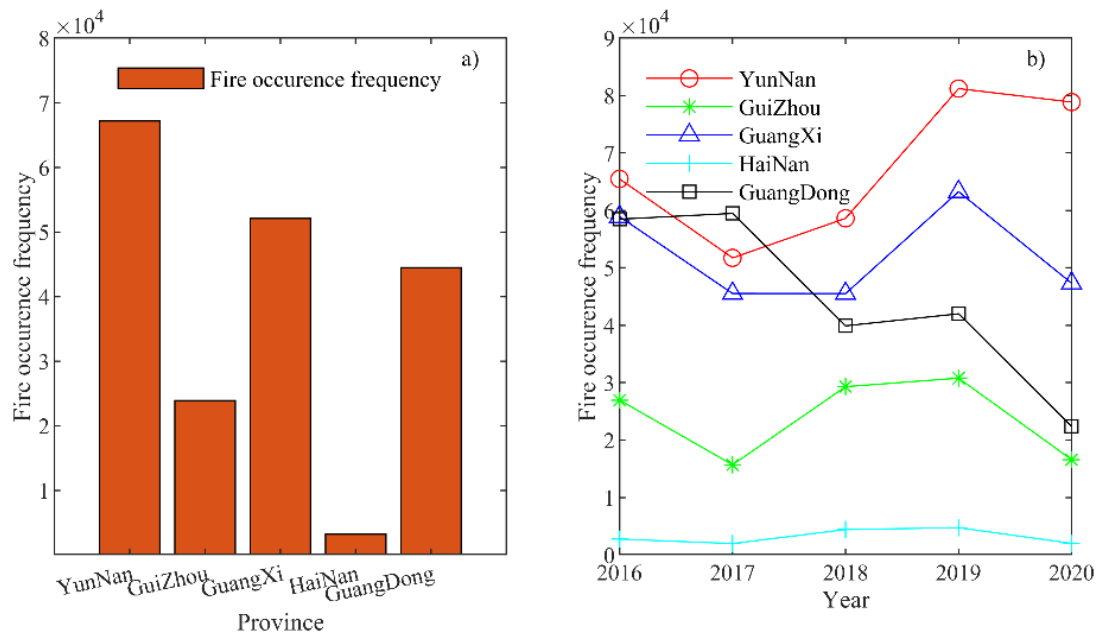 ×10⁴
8
a)
Fire occurence frequency
7
6
5
4
3
2
1
Fire occurence frequency
YunNan
GuiZhou
GuangXi
HaiNan
GuangDong
Province
×10⁴
9
b)
YunNan
GuiZhou
GuangXi
HaiNan
GuangDong
8
7
6
5
4
3
2
1
0
Fire occurence frequency
2016
2017
2018
2019
2020
Year